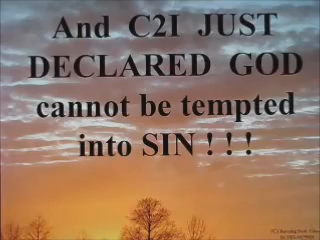 And C2I JUST
DECLARED GOD
cannot be tempted
into SIN ! ! !